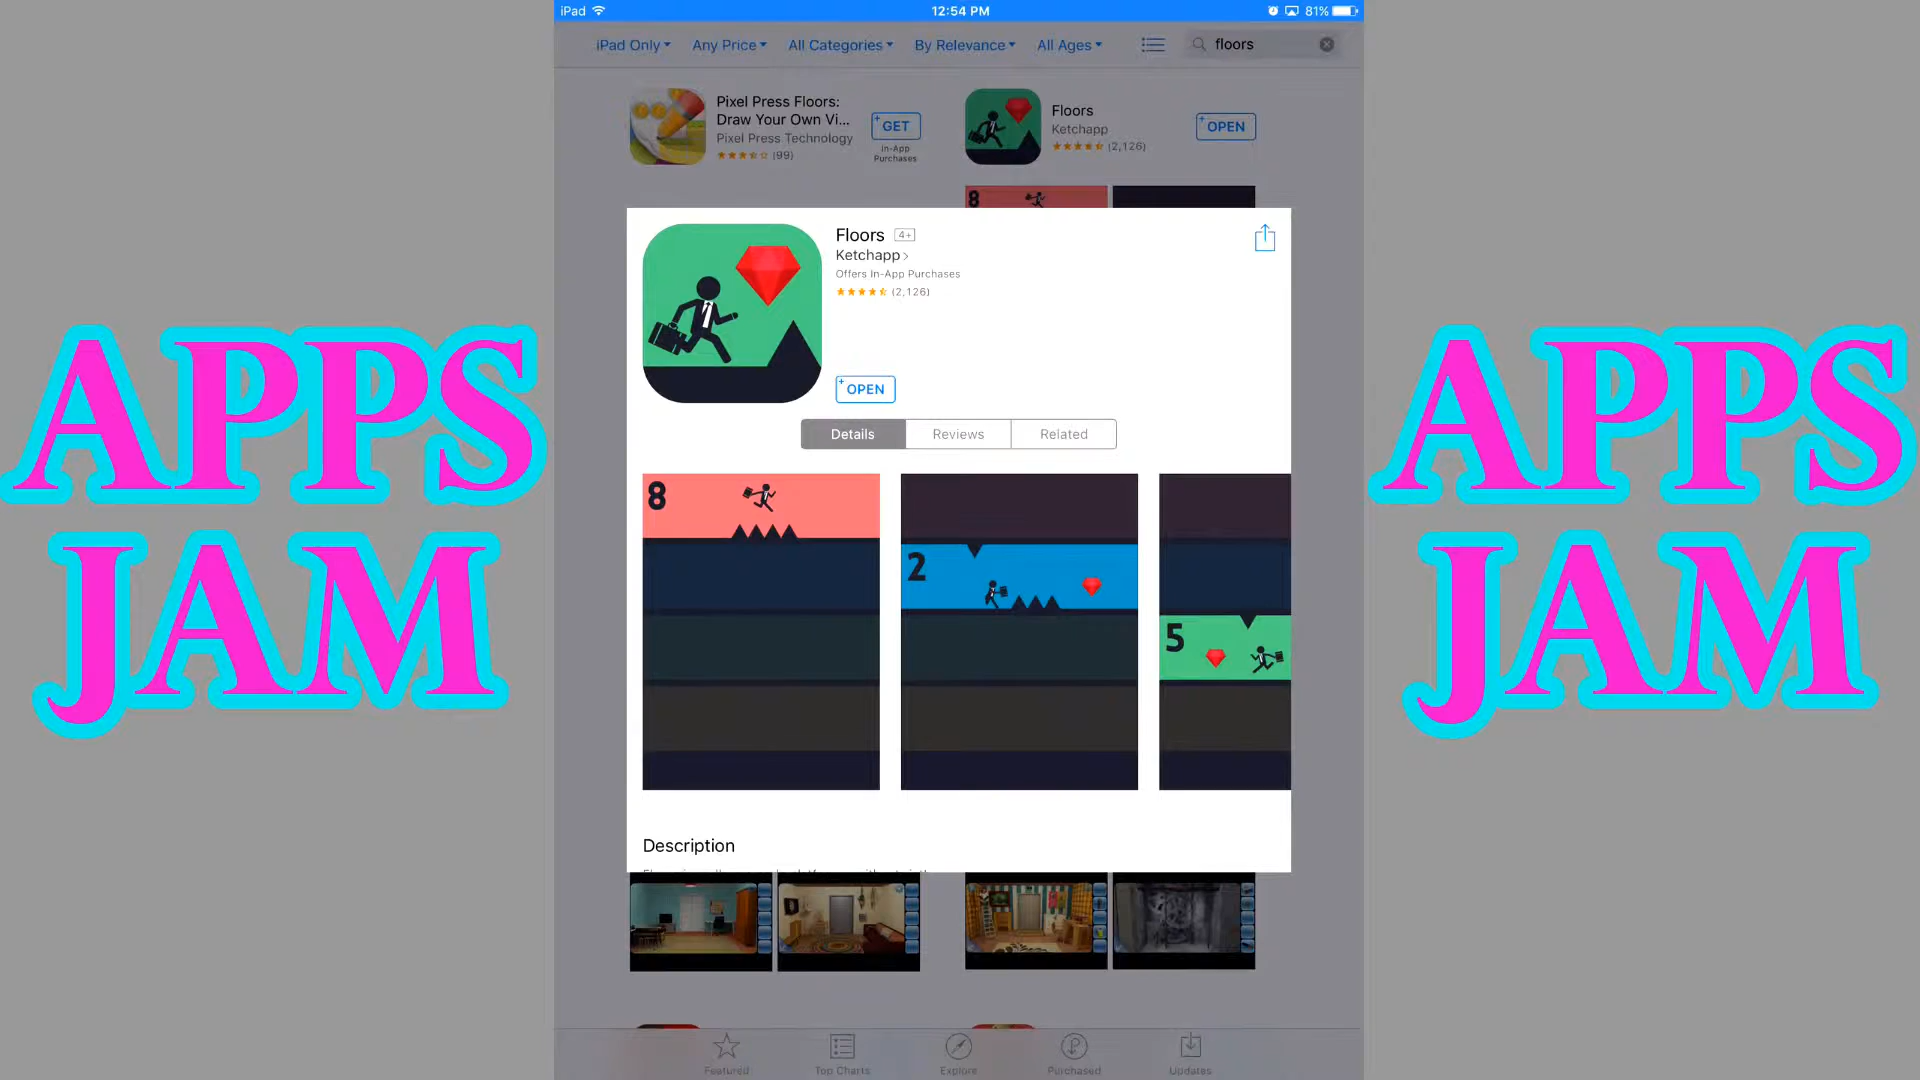 iPad
12:54 PM
81%
iPad Only
Any Price
All Categories
By Relevance
All Ages
floors
Pixel Press Floors:
Draw Your Own Vi...
Pixel Press Technology
(99)
+GET
In-App
Purchases
Floors
Ketchapp
(2,126)
+OPEN
8
Floors 4+
Ketchapp >
Offers In-App Purchases
(2,126)
+OPEN
Details
Reviews
Related
8
2
5
Description
Featured
Top Charts
Explore
Purchased
Updates
APPS
JAM
APPS
JAM